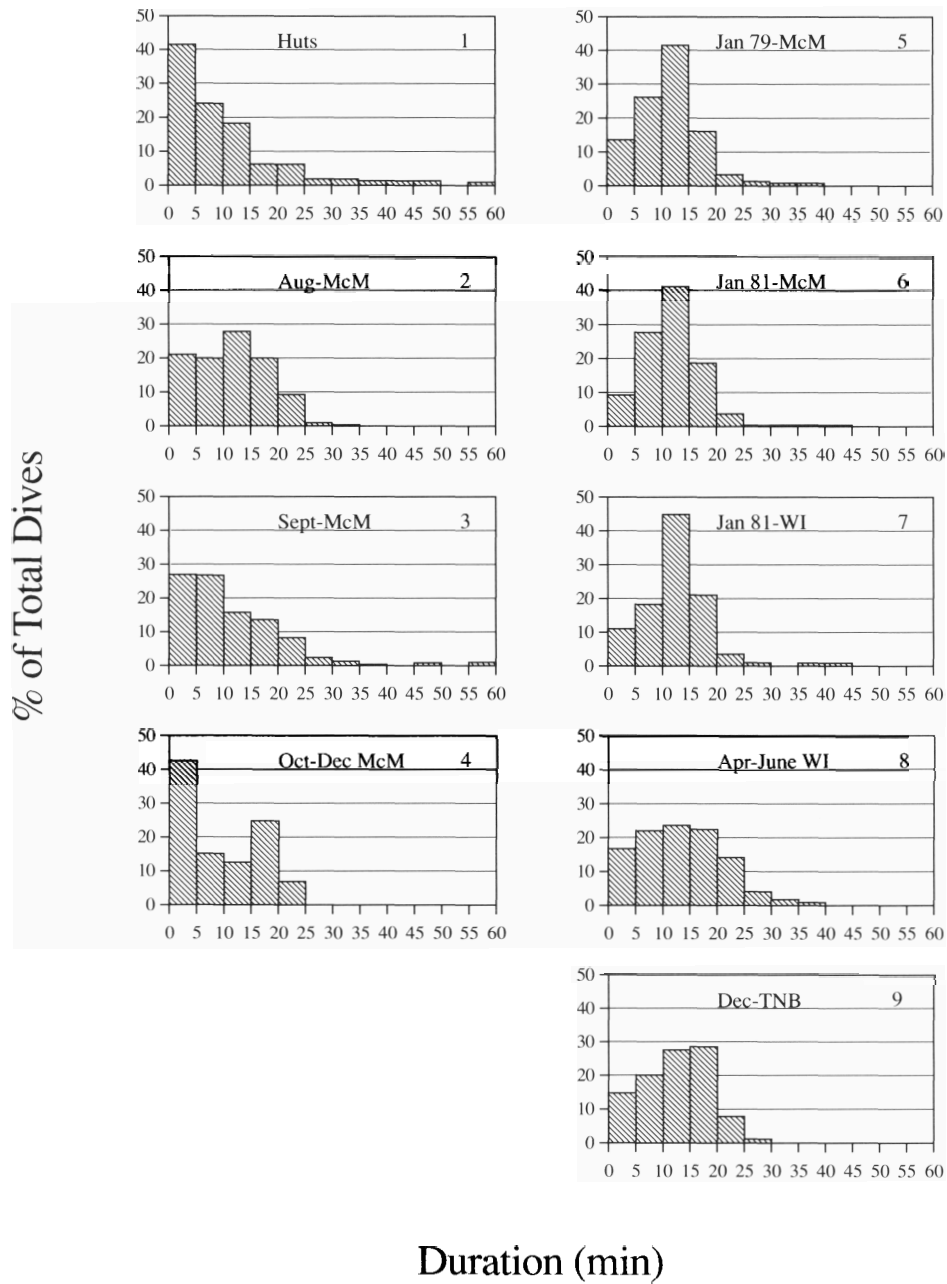 % of Total Dives
Huts 1
50
40
30
20
10
0
0 5 10 15 20 25 30 35 40 45 50 55 60
Aug-McM 2
50
40
30
20
10
0
0 5 10 15 20 25 30 35 40 45 50 55 60
Sept-McM 3
50
40
30
20
10
0
0 5 10 15 20 25 30 35 40 45 50 55 60
Oct-Dec McM 4
50
40
30
20
10
0
0 5 10 15 20 25 30 35 40 45 50 55 60
Jan 79-McM 5
50
40
30
20
10
0
0 5 10 15 20 25 30 35 40 45 50 55 60
Jan 81-McM 6
50
40
30
20
10
0
0 5 10 15 20 25 30 35 40 45 50 55 60
Jan 81-WI 7
50
40
30
20
10
0
0 5 10 15 20 25 30 35 40 45 50 55 60
Apr-June WI 8
50
40
30
20
10
0
0 5 10 15 20 25 30 35 40 45 50 55 60
Dec-TNB 9
50
40
30
20
10
0
0 5 10 15 20 25 30 35 40 45 50 55 60
Duration (min)